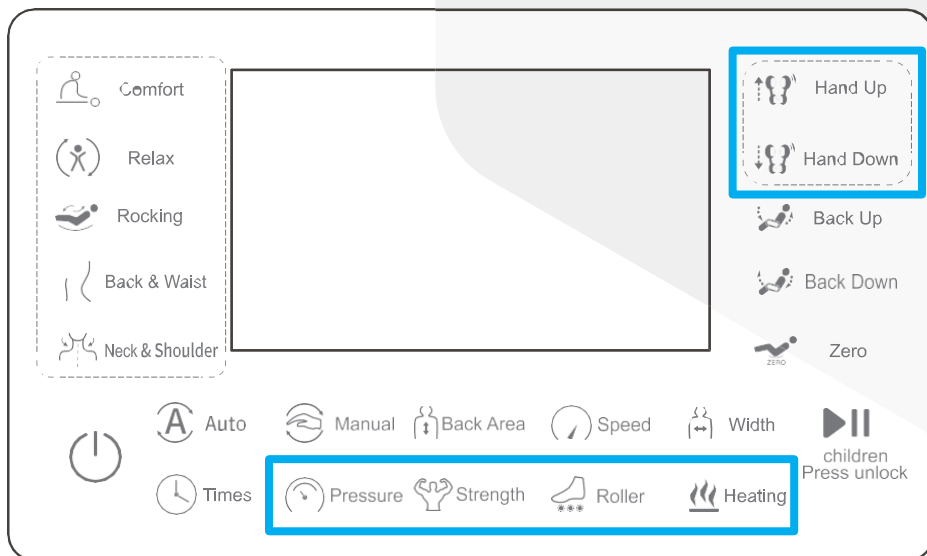 Comfort
Relax
Rocking
Back & Waist
Neck & Shoulder
Hand Up
Hand Down
Back Up
Back Down
ZERO
Zero
A Auto
Manual
Back Area
Speed
Width
children
Press unlock
Times
Pressure
Strength
Roller
Heating